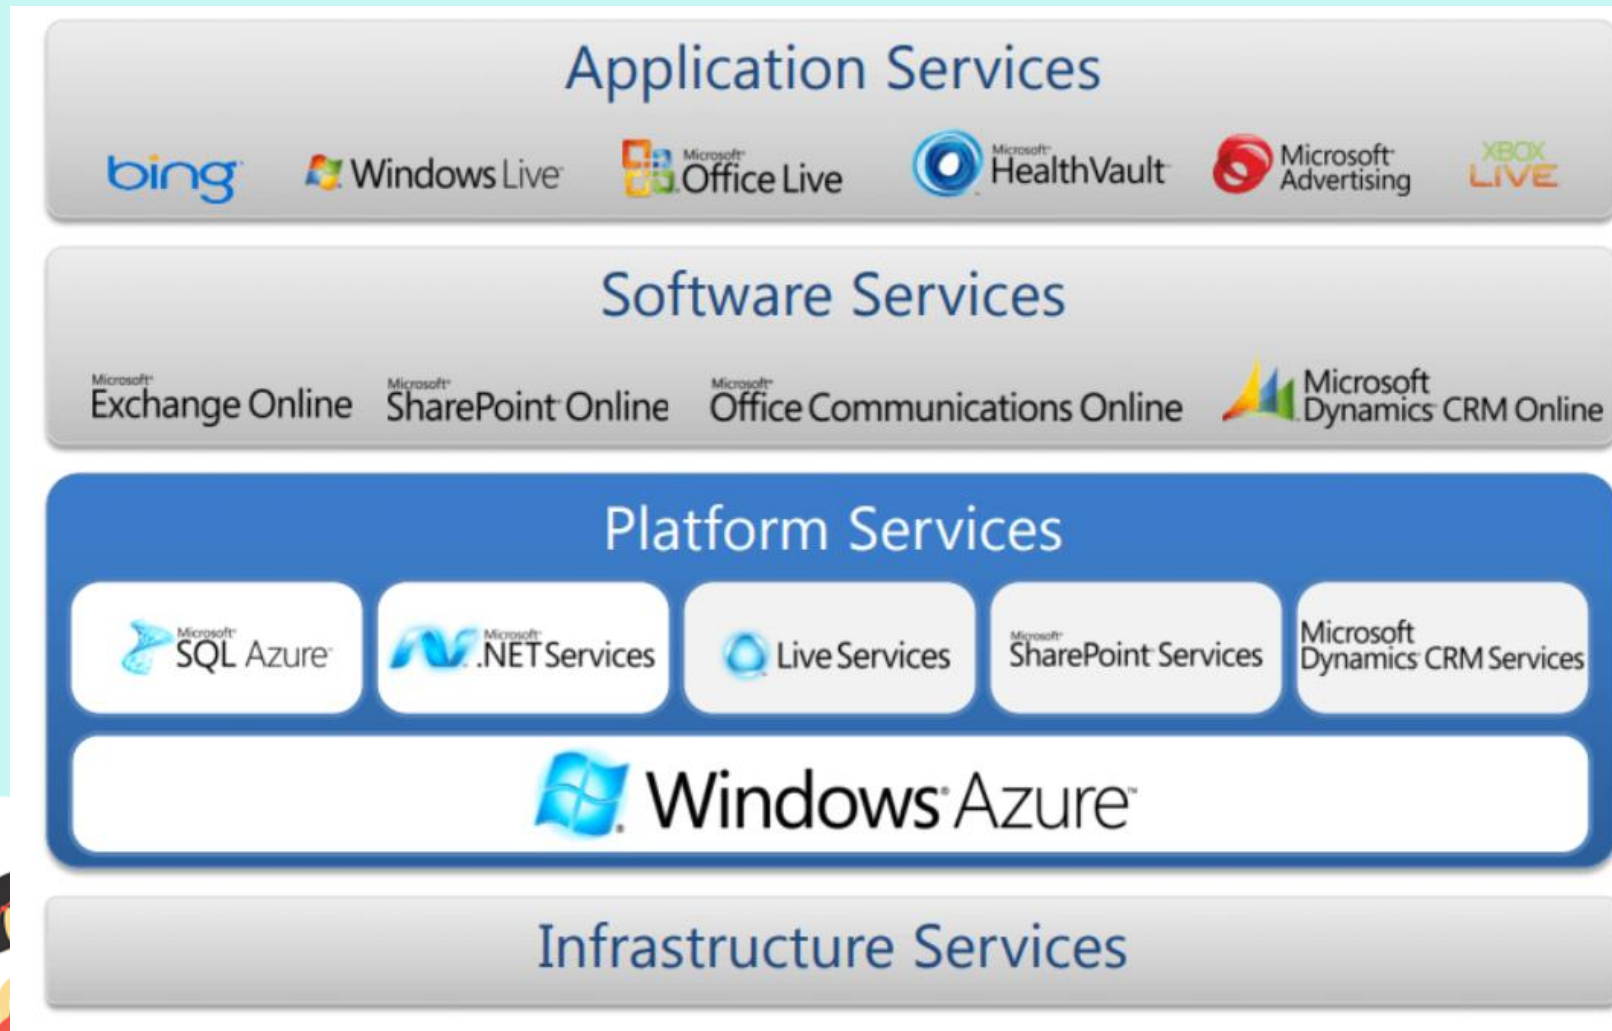 Application Services
bing Windows Live Microsoft Office Live Microsoft HealthVault Microsoft Advertising XBOX LIVE
Software Services
Microsoft Exchange Online Microsoft SharePoint Online Microsoft Office Communications Online Microsoft Dynamics CRM Online
Platform Services
Microsoft SQL Azure Microsoft .NET Services Live Services Microsoft SharePoint Services Microsoft Dynamics CRM Services
Windows Azure
Infrastructure Services